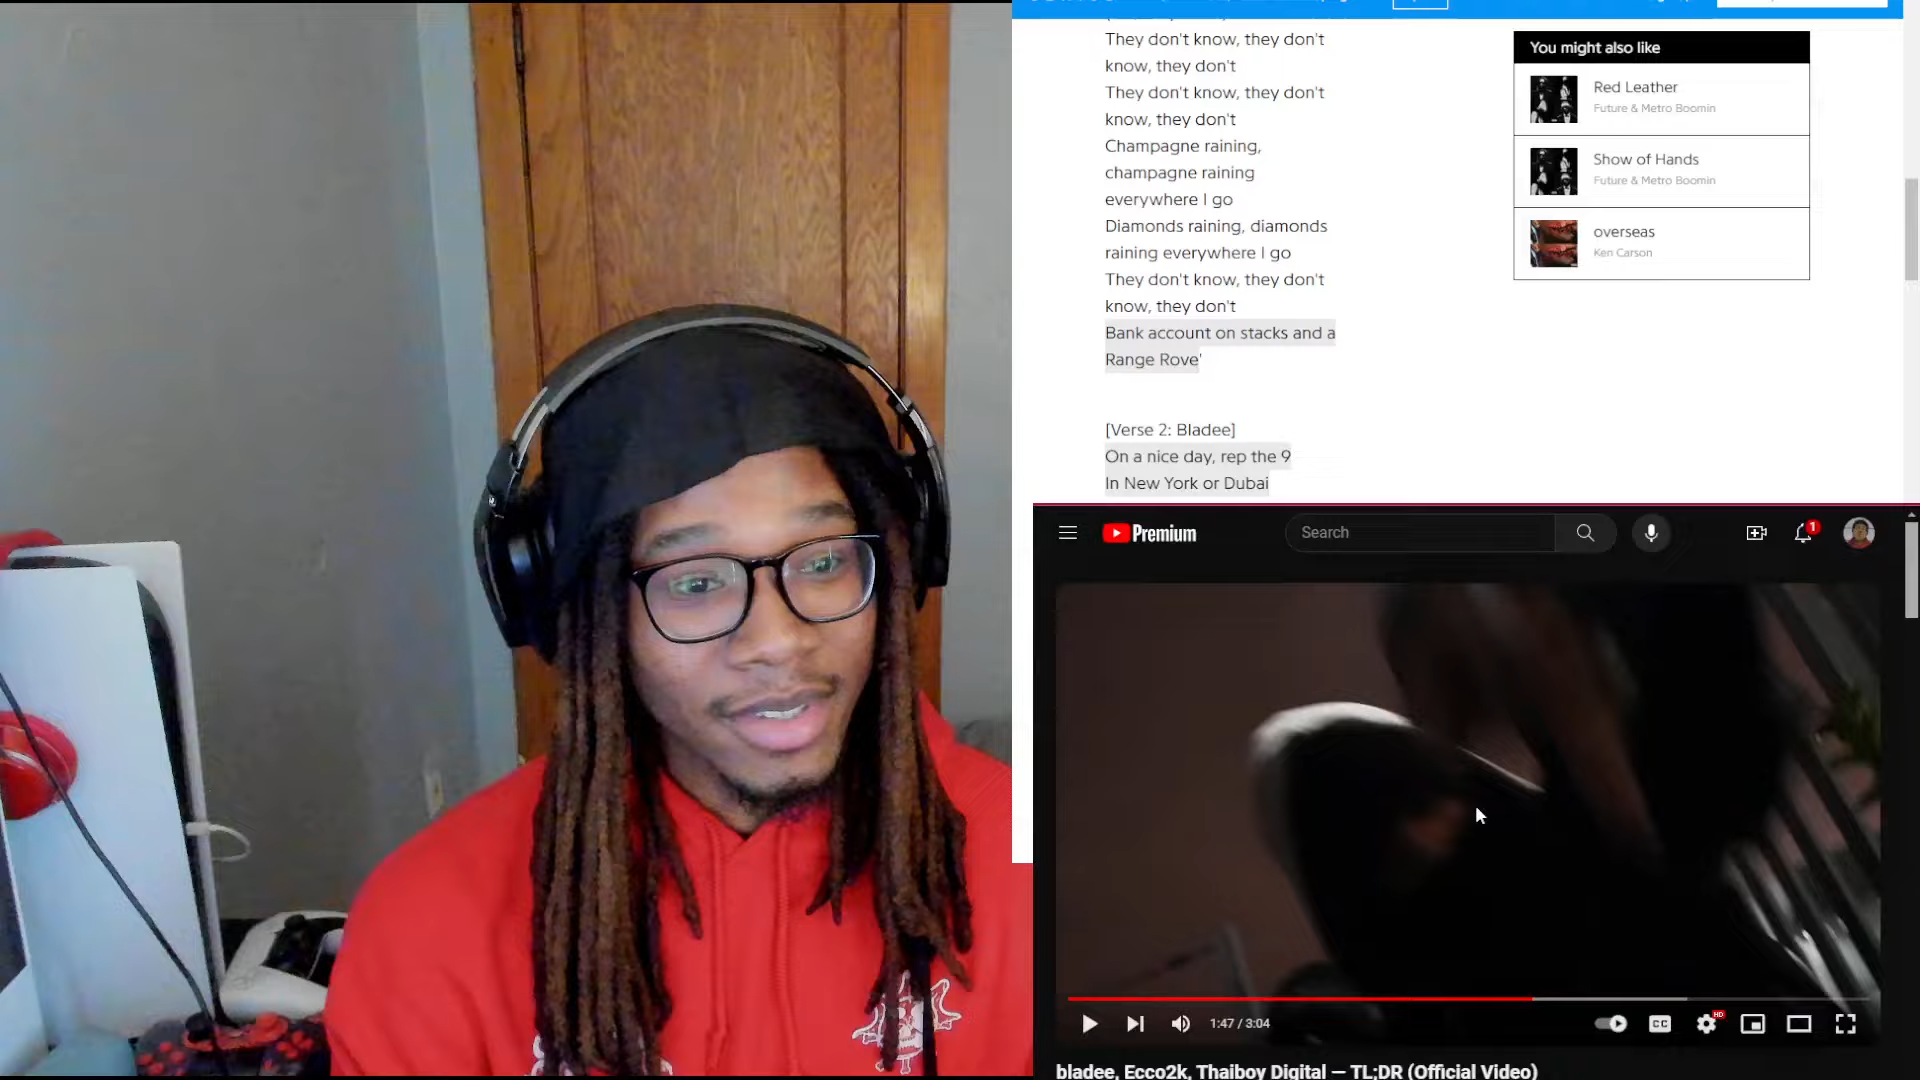 They don't know, they don't
know, they don't
They don't know, they don't
know, they don't
Champagne raining,
champagne raining
everywhere I go
Diamonds raining, diamonds
raining everywhere I go
They don't know, they don't
know, they don't
Bank account on stacks and a
Range Rove'
[Verse 2: Bladee]
On a nice day, rep the 9
In New York or Dubai
You might also like
Red Leather
Future & Metro Boomin
Show of Hands
Future & Metro Boomin
overseas
Ken Carson
Premium
Search
1
1:47 / 3:04
CC
HD
bladee, Ecco2k, Thaiboy Digital — TL;DR (Official Video)